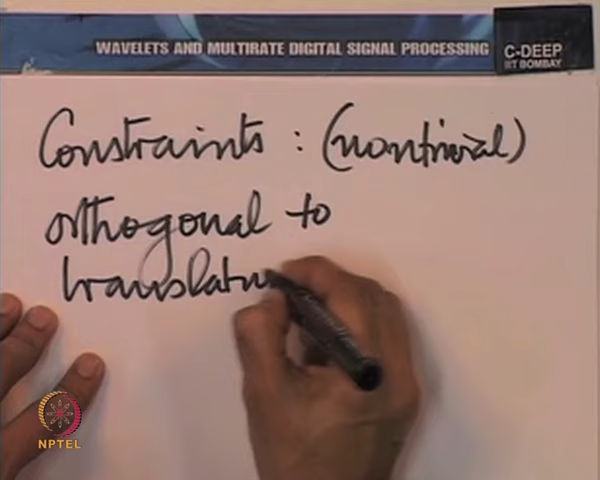 WAVELETS AND MULTIRATE DIGITAL SIGNAL PROCESSING
C-DEEP
IIT BOMBAY
Constraints : (nontrivial)
orthogonal to
NPTEL